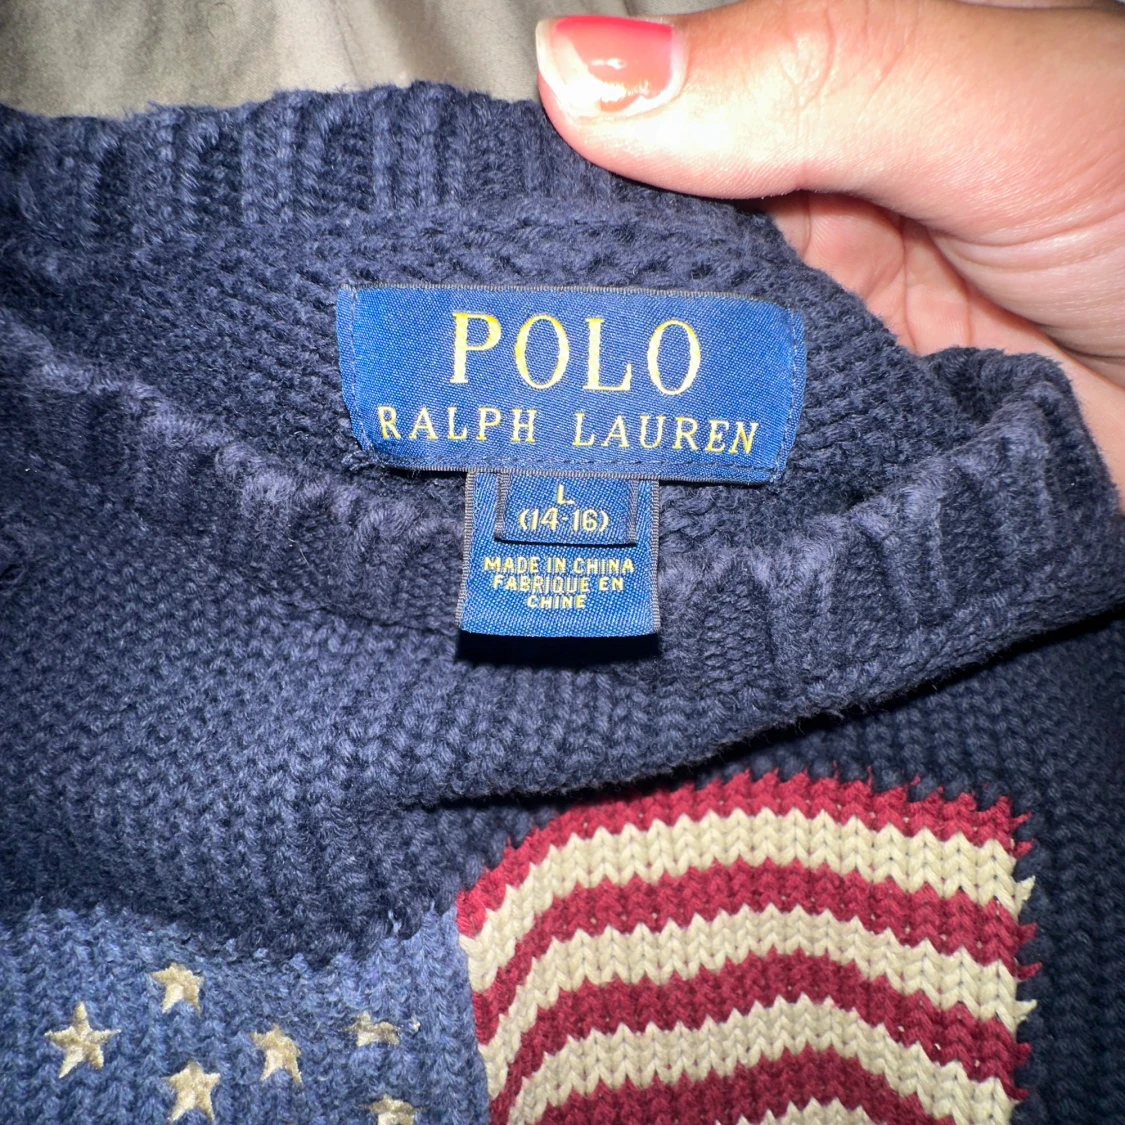 POLO
RALPH LAUREN
L
(14-16)
MADE IN CHINA
FABRIQUE EN
CHINE